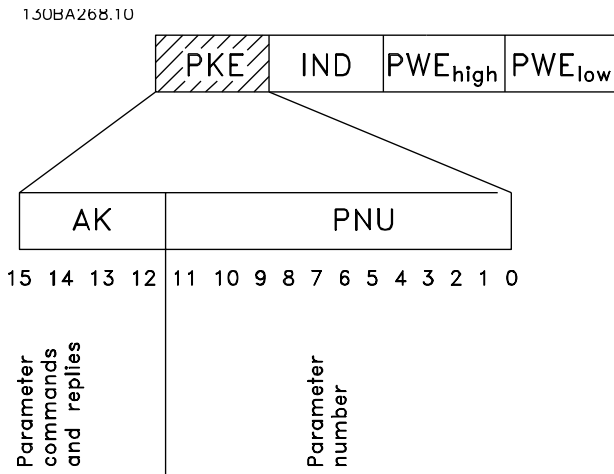 130BA268.10
PKE IND PWEhigh PWElow
AK PNU
15 14 13 12 11 10 9 8 7 6 5 4 3 2 1 0
Parameter
commands
and replies
Parameter
number